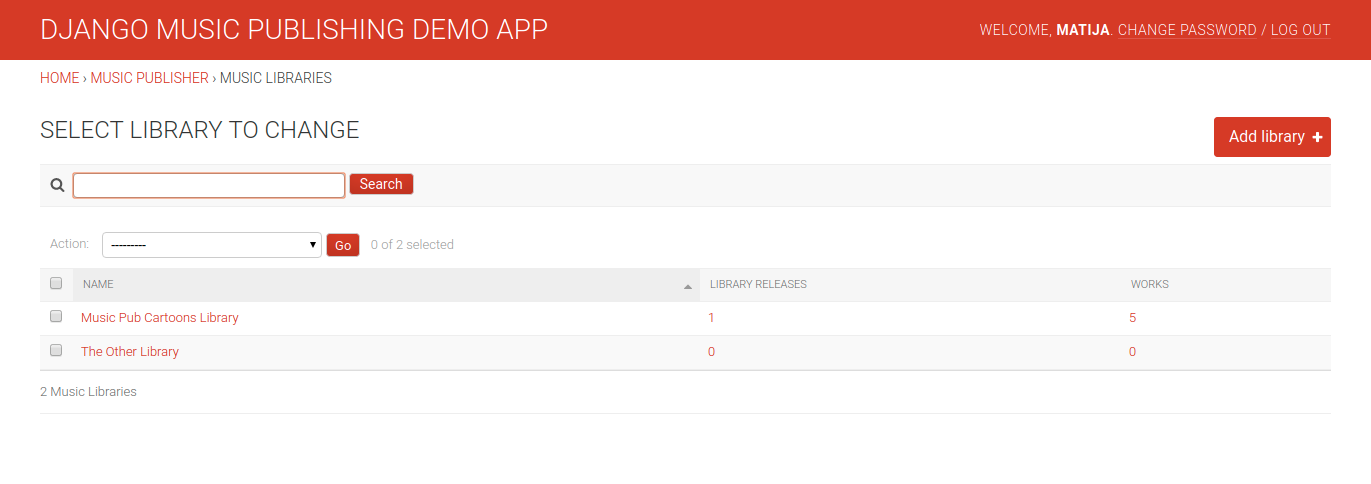 DJANGO MUSIC PUBLISHING DEMO APP
WELCOME, MATIJA. CHANGE PASSWORD / LOG OUT
HOME › MUSIC PUBLISHER › MUSIC LIBRARIES
SELECT LIBRARY TO CHANGE
Add library +
Search
Action: --------- Go 0 of 2 selected
NAME LIBRARY RELEASES WORKS
Music Pub Cartoons Library 1 5
The Other Library 0 0
2 Music Libraries